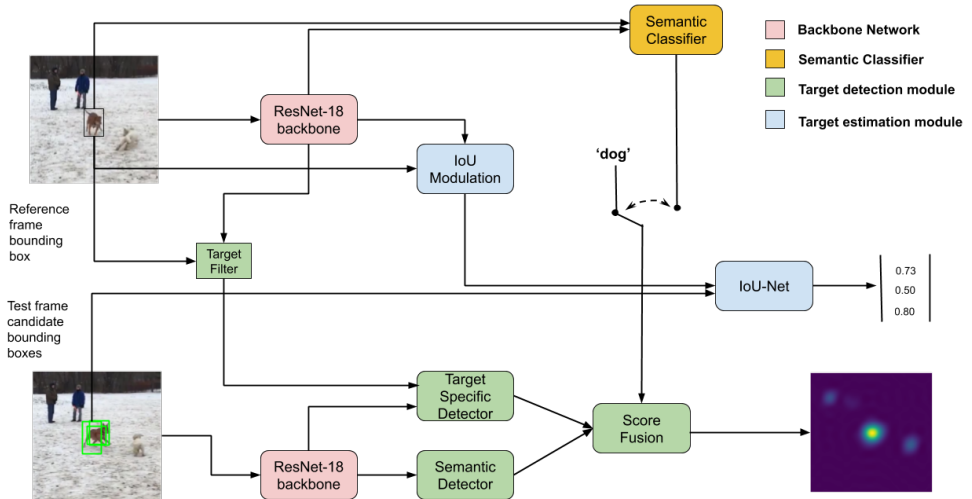 Semantic
Classifier
Backbone Network
Semantic Classifier
Target detection module
Target estimation module
ResNet-18
backbone
IoU
Modulation
'dog'
Reference
frame
bounding
box
Target
Filter
IoU-Net
0.73
0.50
0.80
Test frame
candidate
bounding
boxes
Target
Specific
Detector
Score
Fusion
ResNet-18
backbone
Semantic
Detector